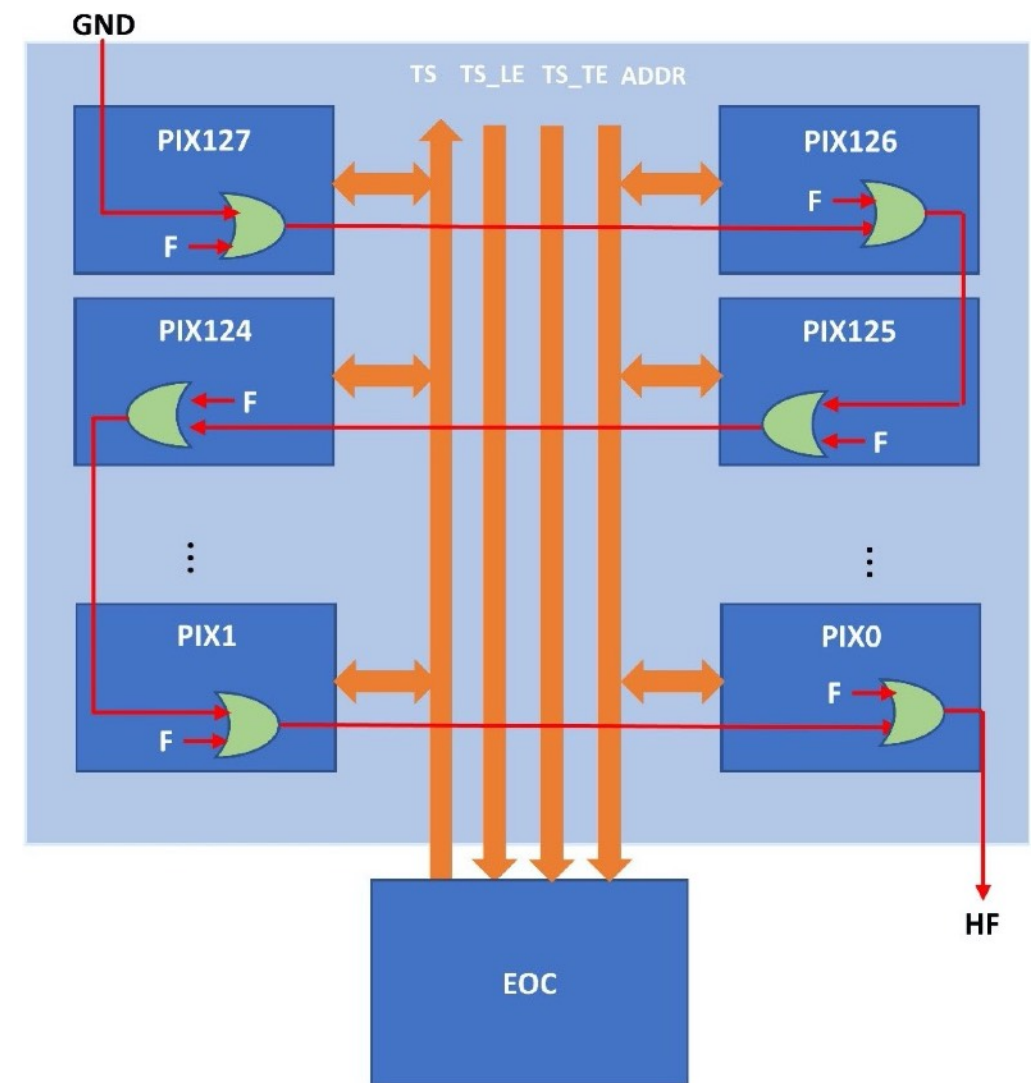 GND
TS TS_LE TS_TE ADDR
PIX127
F
PIX126
F
PIX124
F
PIX125
F
⋮
⋮
PIX1
F
PIX0
F
HF
EOC